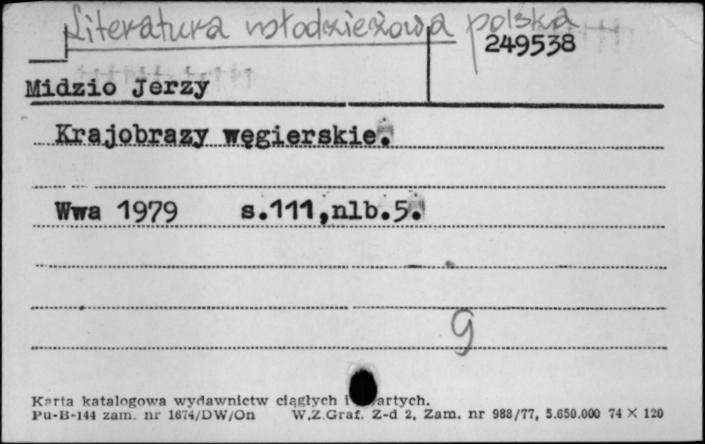 Literatura młodzieżowa polska
249538
Midzio Jerzy
Krajobrazy węgierskie.
Wwa 1979 s.111,nlb.5.
g
Karta katalogowa wydawnictw ciągłych i
Pu-B-144 zam. nr 1674/DW/On W.Z.Graf. Z-d 2, Zam. nr 988/77, 5.650.000 74 X 120